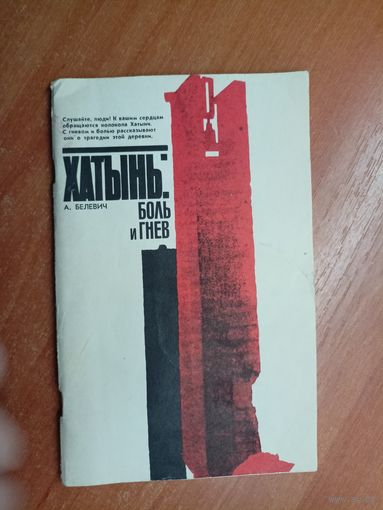 Слушайте, люди! К вашим сердцам
обращаются колокола Хатыни.
С гневом и болью рассказывают
они о трагедии этой деревни.
ХАТЫНЬ:
А. БЕЛЕВИЧ
БОЛЬ
и ГНЕВ